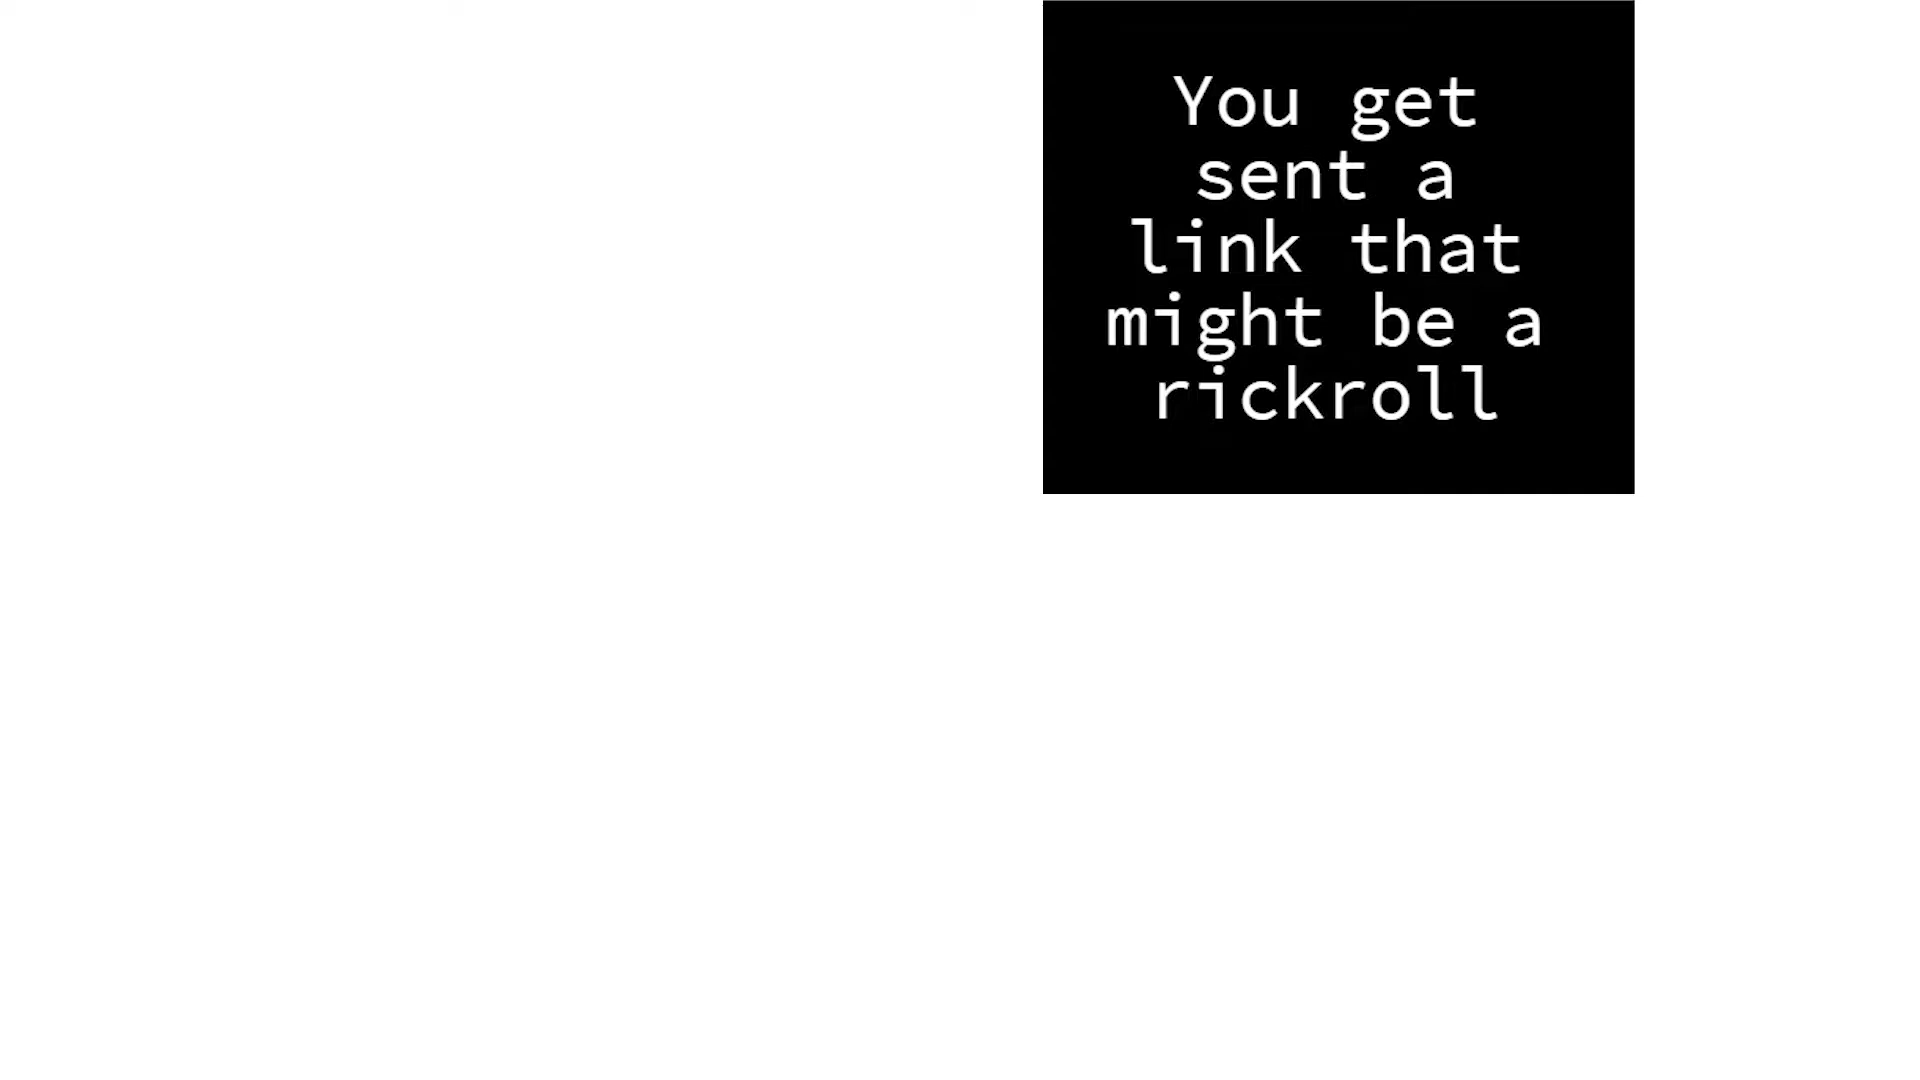 You get
sent a
link that
might be a
rickroll